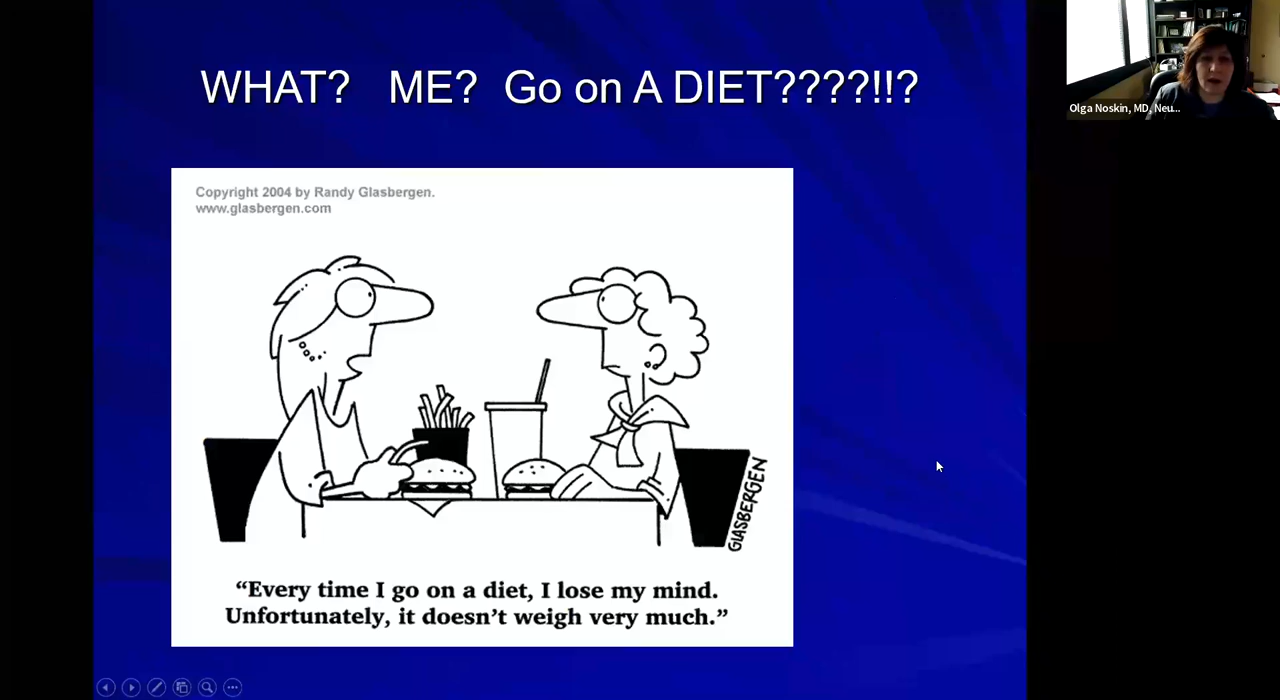 WHAT? ME? Go on A DIET????!!?
Olga Noskin, MD, Neu...
Copyright 2004 by Randy Glasbergen.
www.glasbergen.com
GLASBERGEN
“Every time I go on a diet, I lose my mind.
Unfortunately, it doesn’t weigh very much.”